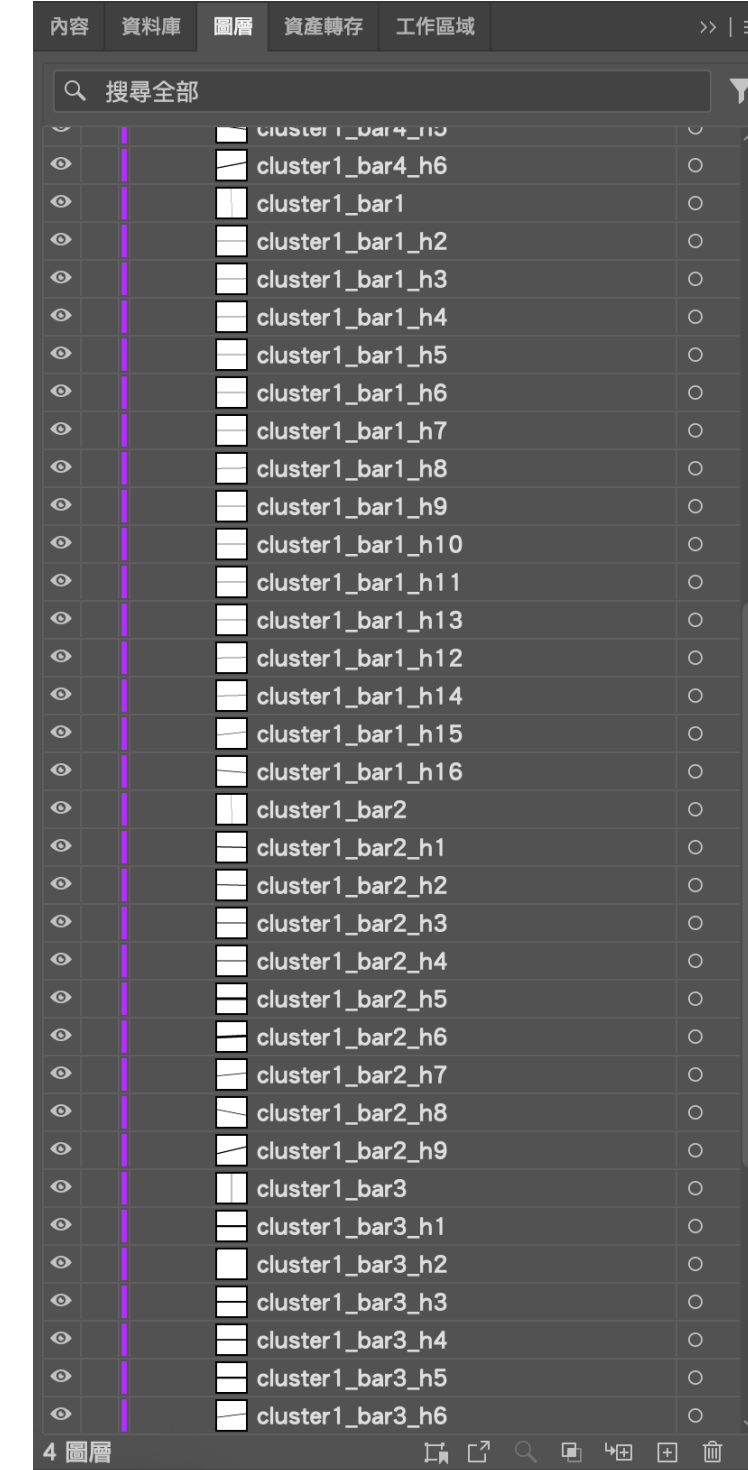 內容 資料庫 圖層 資產轉存 工作區域 >>
搜尋全部
cluster1_bar4_h5
cluster1_bar4_h6
cluster1_bar1
cluster1_bar1_h2
cluster1_bar1_h3
cluster1_bar1_h4
cluster1_bar1_h5
cluster1_bar1_h6
cluster1_bar1_h7
cluster1_bar1_h8
cluster1_bar1_h9
cluster1_bar1_h10
cluster1_bar1_h11
cluster1_bar1_h13
cluster1_bar1_h12
cluster1_bar1_h14
cluster1_bar1_h15
cluster1_bar1_h16
cluster1_bar2
cluster1_bar2_h1
cluster1_bar2_h2
cluster1_bar2_h3
cluster1_bar2_h4
cluster1_bar2_h5
cluster1_bar2_h6
cluster1_bar2_h7
cluster1_bar2_h8
cluster1_bar2_h9
cluster1_bar3
cluster1_bar3_h1
cluster1_bar3_h2
cluster1_bar3_h3
cluster1_bar3_h4
cluster1_bar3_h5
cluster1_bar3_h6
4 圖層